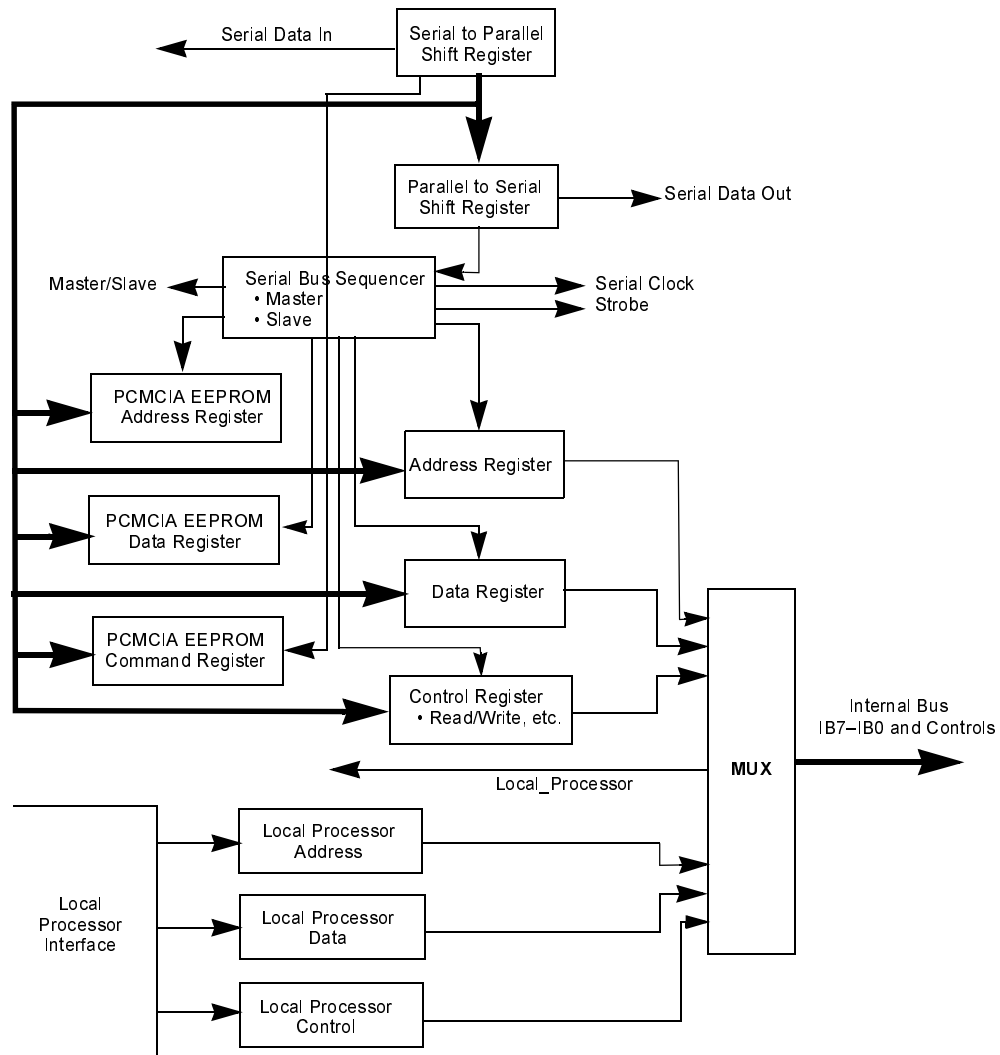 Serial Data In
Serial to Parallel
Shift Register
Parallel to Serial
Shift Register
Serial Data Out
Master/Slave
Serial Bus Sequencer
• Master
• Slave
Serial Clock
Strobe
PCMCIA EEPROM
Address Register
Address Register
PCMCIA EEPROM
Data Register
Data Register
PCMCIA EEPROM
Command Register
Control Register
• Read/Write, etc.
Internal Bus
IB7–IB0 and Controls
MUX
Local_Processor
Local Processor
Address
Local
Processor
Interface
Local Processor
Data
Local Processor
Control